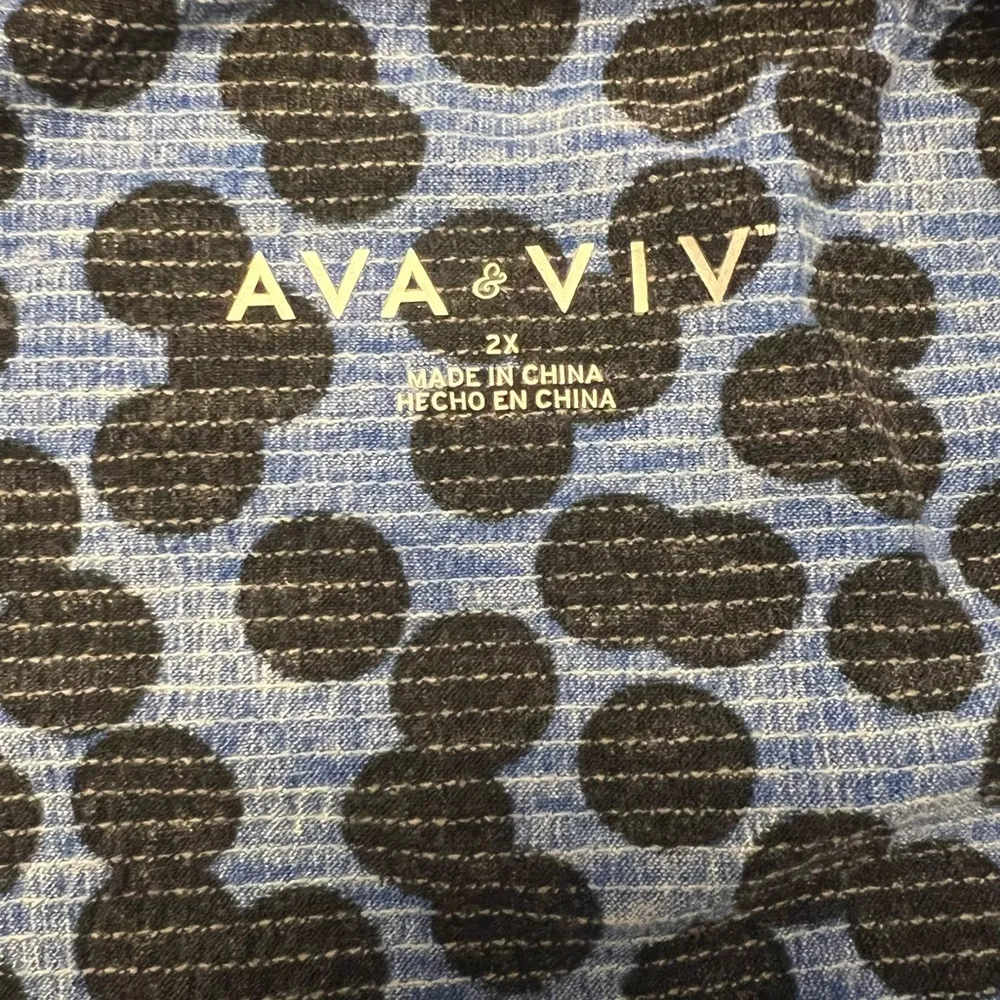 AVA & VIV™
2X
MADE IN CHINA
HECHO EN CHINA